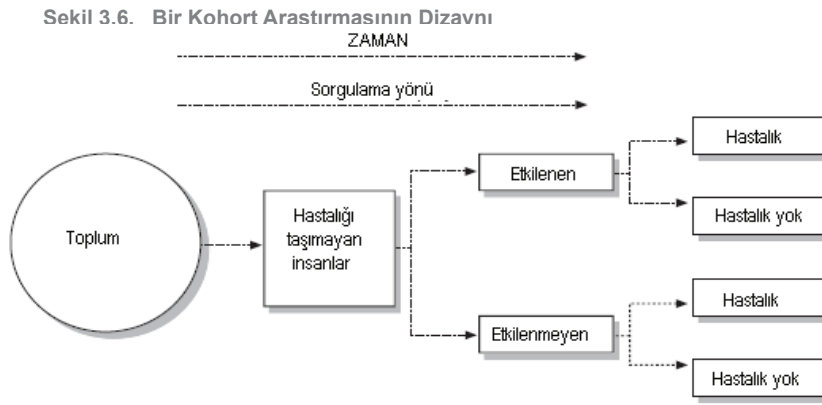 Şekil 3.6. Bir Kohort Araştırmasının Dizaynı
ZAMAN
Sorgulama yönü
Toplum
Hastalığı
taşımayan
insanlar
Etkilenen
Etkilenmeyen
Hastalık
Hastalık yok
Hastalık
Hastalık yok